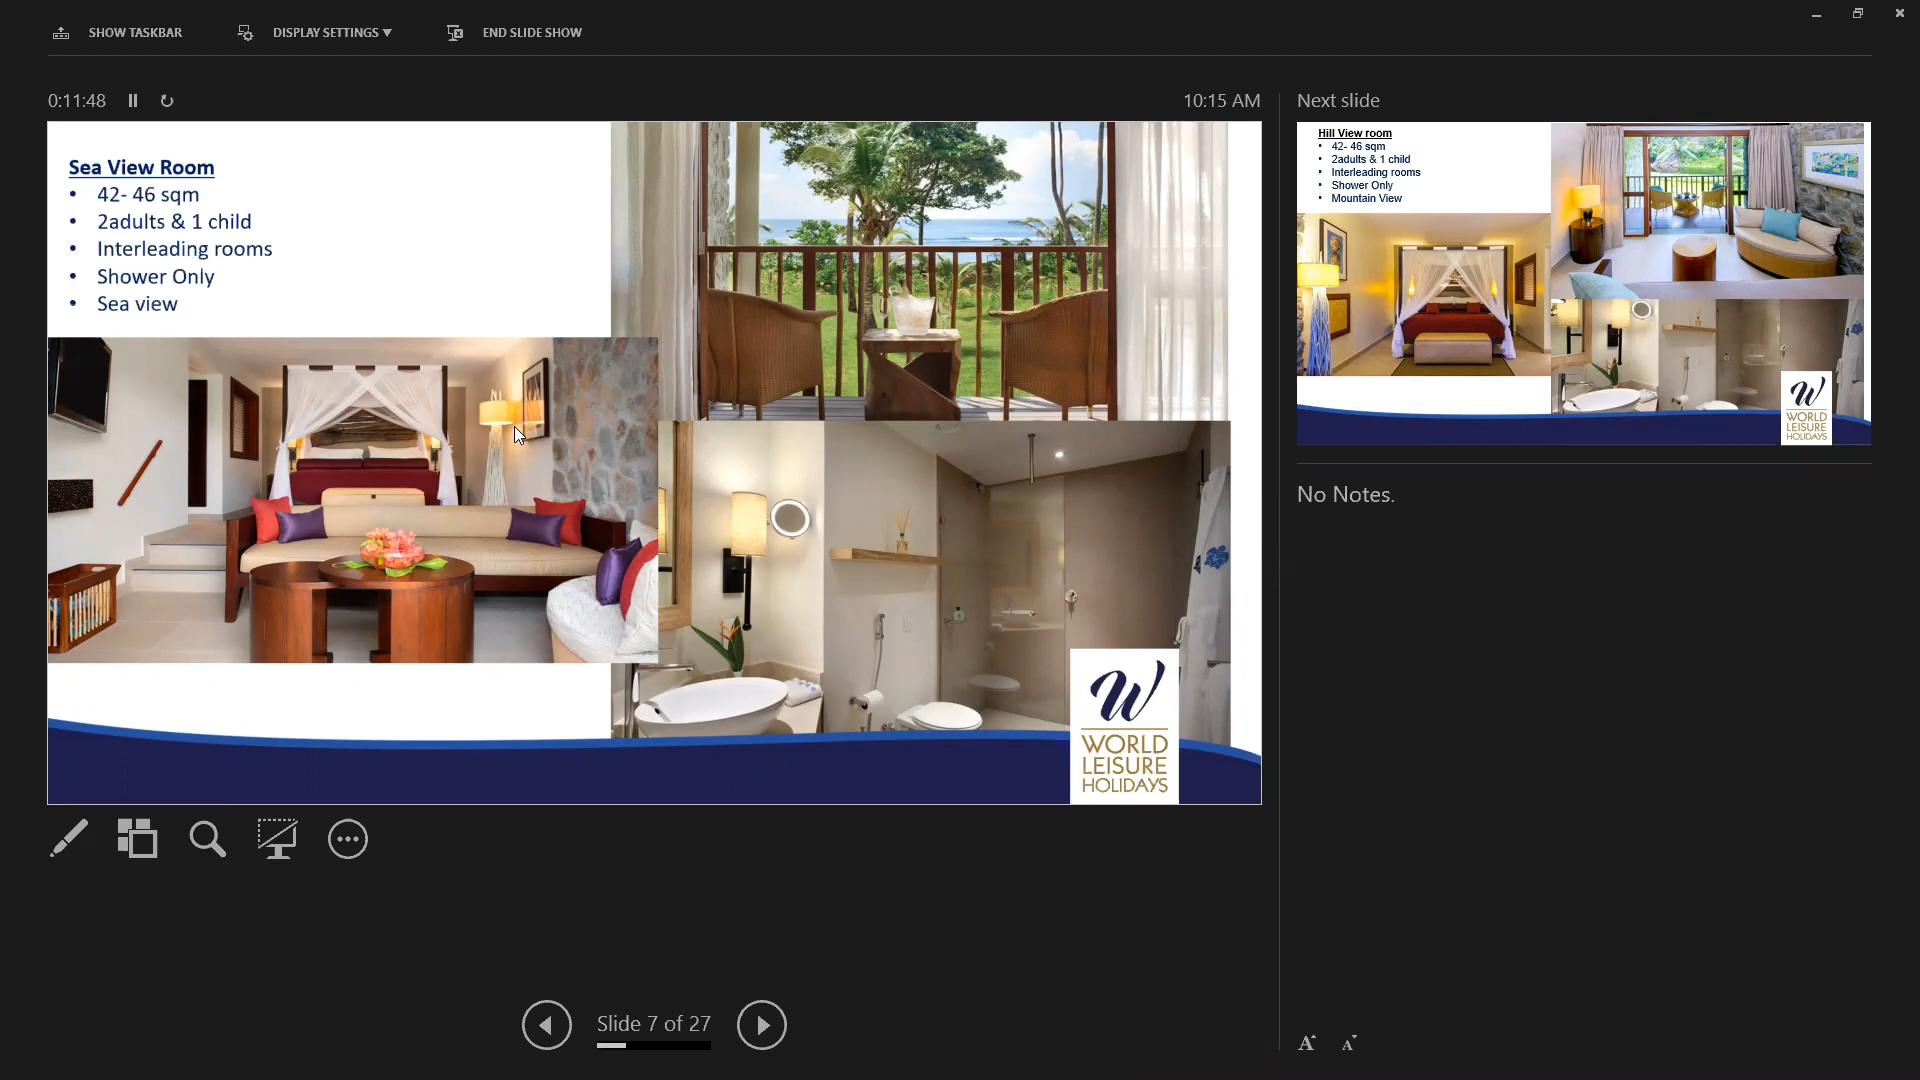 SHOW TASKBAR
DISPLAY SETTINGS ▼
END SLIDE SHOW
0:11:48
10:15 AM
Next slide
Sea View Room
• 42- 46 sqm
• 2adults & 1 child
• Interleading rooms
• Shower Only
• Sea view
W
WORLD
LEISURE
HOLIDAYS
Hill View room
• 42- 46 sqm
• 2adults & 1 child
• Interleading rooms
• Shower Only
• Mountain View
W
WORLD
LEISURE
HOLIDAYS
No Notes.
Slide 7 of 27
A A